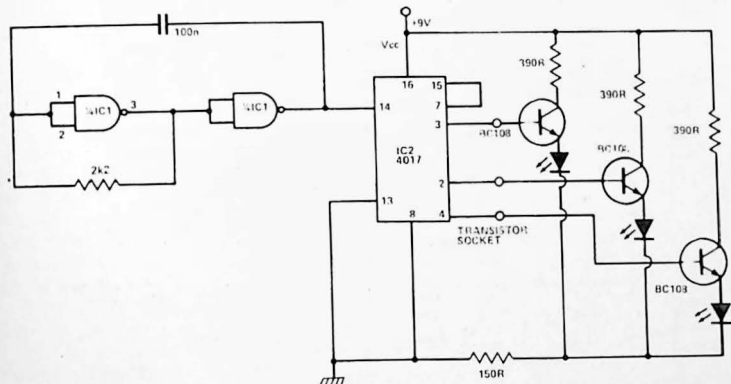 +9V
100n
Vcc
390R
390R
390R
1
2
3
¼IC1
¼IC1
2k2
14
16
15
7
3
IC2
4017
2
13
8
4
BC108
TRANSISTOR
SOCKET
BC108
150R